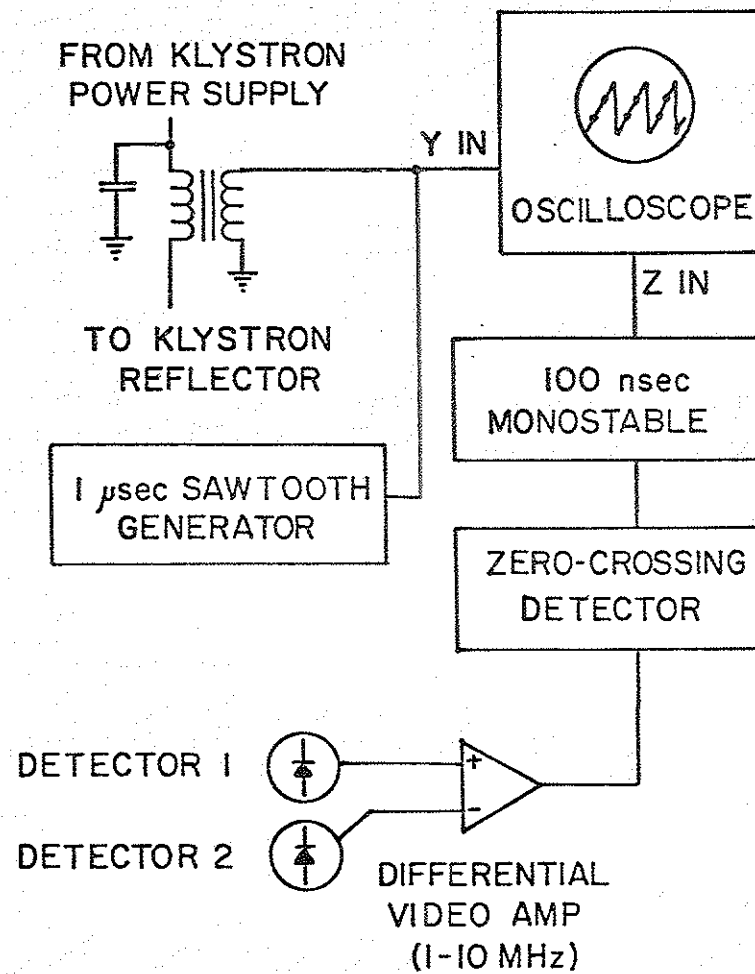 FROM KLYSTRON
POWER SUPPLY
Y IN
OSCILLOSCOPE
Z IN
TO KLYSTRON
REFLECTOR
100 nsec
MONOSTABLE
1 µsec SAWTOOTH
GENERATOR
ZERO-CROSSING
DETECTOR
DETECTOR 1
+
-
DETECTOR 2
DIFFERENTIAL
VIDEO AMP
(1-10 MHz)